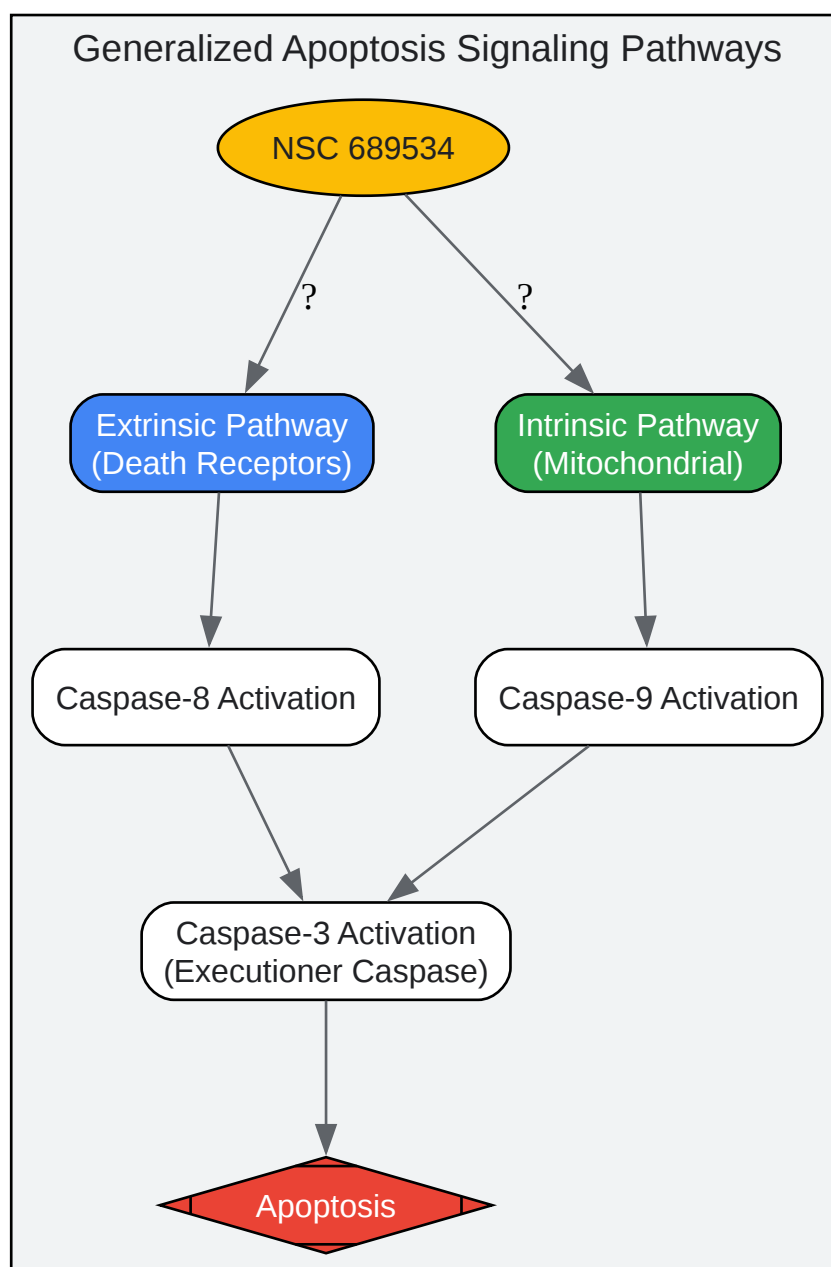 Generalized Apoptosis Signaling Pathways
NSC 689534
?
?
Extrinsic Pathway
(Death Receptors)
Intrinsic Pathway
(Mitochondrial)
Caspase-8 Activation
Caspase-9 Activation
Caspase-3 Activation
(Executioner Caspase)
Apoptosis